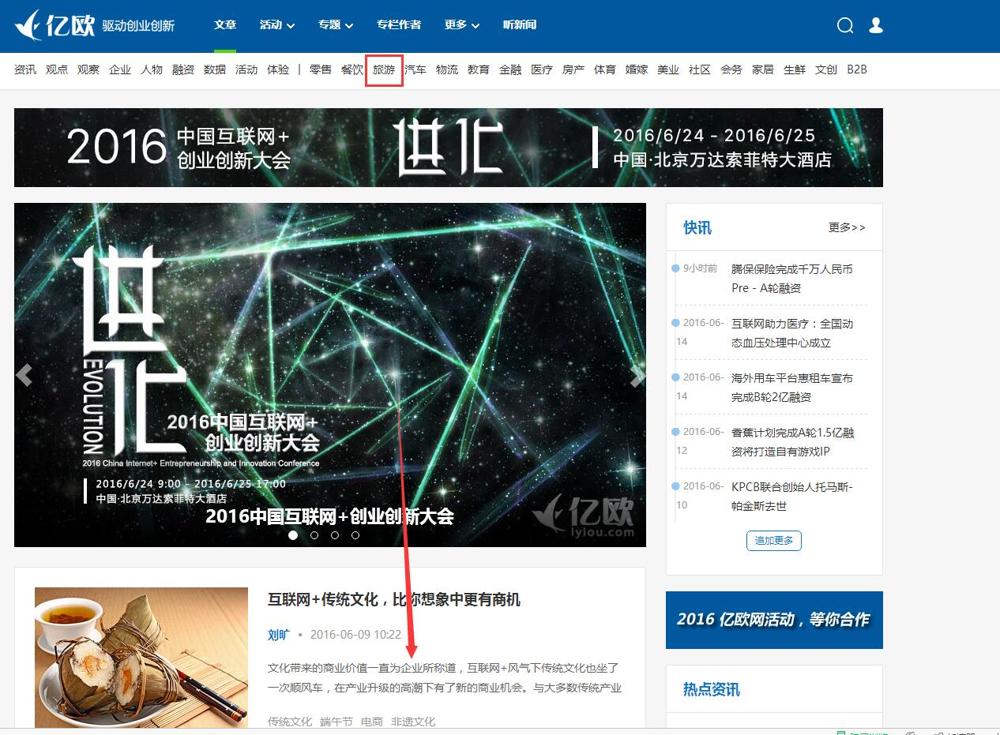 亿欧 驱动创业创新 文章 活动 专题 专栏作者 更多 听新闻
资讯 观点 观察 企业 人物 融资 数据 活动 体验 | 零售 餐饮 旅游 汽车 物流 教育 金融 医疗 房产 体育 婚嫁 美业 社区 会务 家居 生鲜 文创 B2B
2016 中国互联网+
创业创新大会
世化
2016/6/24 - 2016/6/25
中国·北京万达索菲特大酒店
世化
EVOLUTION
2016中国互联网+
创业创新大会
2016 China Internet+ Entrepreneurship and Innovation Conference
2016/6/24 9:00 - 2016/6/25 17:00
中国·北京万达索菲特大酒店
2016中国互联网+创业创新大会
亿欧
iyiou.com
快讯 更多>>
9小时前 腾保保险完成千万人民币
Pre - A轮融资
2016-06- 互联网助力医疗：全国动
14 态血压处理中心成立
2016-06- 海外用车平台惠租车宣布
14 完成B轮2亿融资
2016-06- 香蕉计划完成A轮1.5亿融
12 资将打造自有游戏IP
2016-06- KPCB联合创始人托马斯-
10 帕金斯去世
追加更多
互联网+传统文化，比你想象中更有商机
刘旷 • 2016-06-09 10:22
文化带来的商业价值一直为企业所称道，互联网+风气下传统文化也坐了
一次顺风车，在产业升级的高潮下有了新的商业机会。与大多数传统产业
传统文化 端午节 电商 非遗文化
2016 亿欧网活动，等你合作
热点资讯